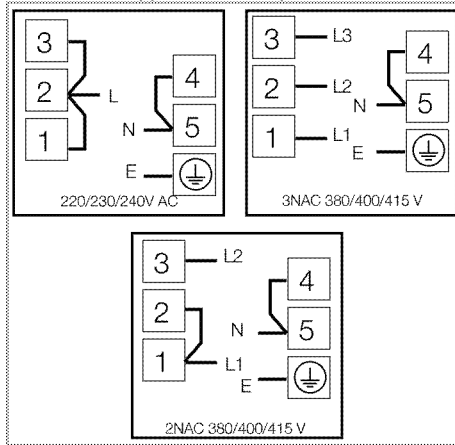 3
2 L 4
1 N 5
E
220/230/240V AC
3 L3
4
2 L2
N 5
1 L1
E
3NAC 380/400/415 V
3 L2
4
2
N 5
1 L1
E
2NAC 380/400/415 V